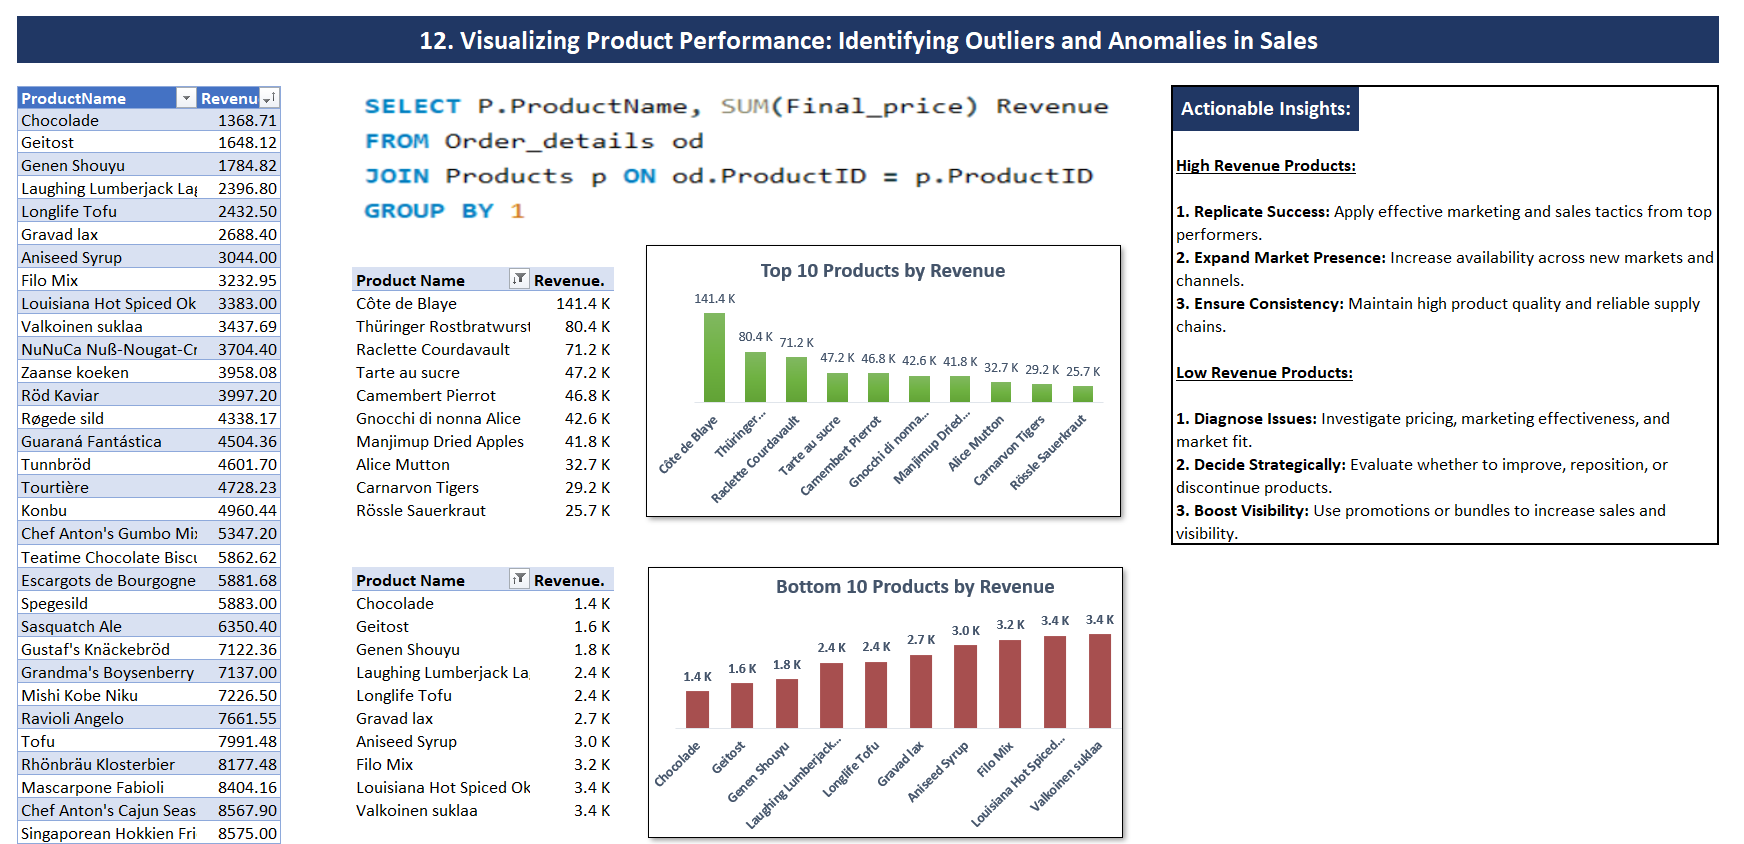 12. Visualizing Product Performance: Identifying Outliers and Anomalies in Sales
ProductName Revenu
Chocolade 1368.71
Geitost 1648.12
Genen Shouyu 1784.82
Laughing Lumberjack Lag 2396.80
Longlife Tofu 2432.50
Gravad lax 2688.40
Aniseed Syrup 3044.00
Filo Mix 3232.95
Louisiana Hot Spiced Ok 3383.00
Valkoinen suklaa 3437.69
NuNuCa Nuß-Nougat-Cr 3704.40
Zaanse koeken 3958.08
Röd Kaviar 3997.20
Røgede sild 4338.17
Guaraná Fantástica 4504.36
Tunnbröd 4601.70
Tourtière 4728.23
Konbu 4960.44
Chef Anton's Gumbo Mix 5347.20
Teatime Chocolate Biscu 5862.62
Escargots de Bourgogne 5881.68
Spegesild 5883.00
Sasquatch Ale 6350.40
Gustaf's Knäckebröd 7122.36
Grandma's Boysenberry 7137.00
Mishi Kobe Niku 7226.50
Ravioli Angelo 7661.55
Tofu 7991.48
Rhönbräu Klosterbier 8177.48
Mascarpone Fabioli 8404.16
Chef Anton's Cajun Seas 8567.90
Singaporean Hokkien Fri 8575.00
SELECT P.ProductName, SUM(Final_price) Revenue
FROM Order_details od
JOIN Products p ON od.ProductID = p.ProductID
GROUP BY 1
Product Name Revenue.
Côte de Blaye 141.4 K
Thüringer Rostbratwurst 80.4 K
Raclette Courdavault 71.2 K
Tarte au sucre 47.2 K
Camembert Pierrot 46.8 K
Gnocchi di nonna Alice 42.6 K
Manjimup Dried Apples 41.8 K
Alice Mutton 32.7 K
Carnarvon Tigers 29.2 K
Rössle Sauerkraut 25.7 K
Top 10 Products by Revenue
141.4 K 80.4 K 71.2 K 47.2 K 46.8 K 42.6 K 41.8 K 32.7 K 29.2 K 25.7 K
Côte de Blaye
Thüringer...
Raclette Courdavault
Tarte au sucre
Camembert Pierrot
Gnocchi di nonna...
Manjimup Dried...
Alice Mutton
Carnarvon Tigers
Rössle Sauerkraut
Product Name Revenue.
Chocolade 1.4 K
Geitost 1.6 K
Genen Shouyu 1.8 K
Laughing Lumberjack La 2.4 K
Longlife Tofu 2.4 K
Gravad lax 2.7 K
Aniseed Syrup 3.0 K
Filo Mix 3.2 K
Louisiana Hot Spiced Ok 3.4 K
Valkoinen suklaa 3.4 K
Bottom 10 Products by Revenue
1.4 K 1.6 K 1.8 K 2.4 K 2.4 K 2.7 K 3.0 K 3.2 K 3.4 K 3.4 K
Chocolade
Geitost
Genen Shouyu
Laughing Lumberjack...
Longlife Tofu
Gravad lax
Aniseed Syrup
Filo Mix
Louisiana Hot Spiced...
Valkoinen suklaa
Actionable Insights:
High Revenue Products:
1. Replicate Success: Apply effective marketing and sales tactics from top
performers.
2. Expand Market Presence: Increase availability across new markets and
channels.
3. Ensure Consistency: Maintain high product quality and reliable supply
chains.
Low Revenue Products:
1. Diagnose Issues: Investigate pricing, marketing effectiveness, and
market fit.
2. Decide Strategically: Evaluate whether to improve, reposition, or
discontinue products.
3. Boost Visibility: Use promotions or bundles to increase sales and
visibility.